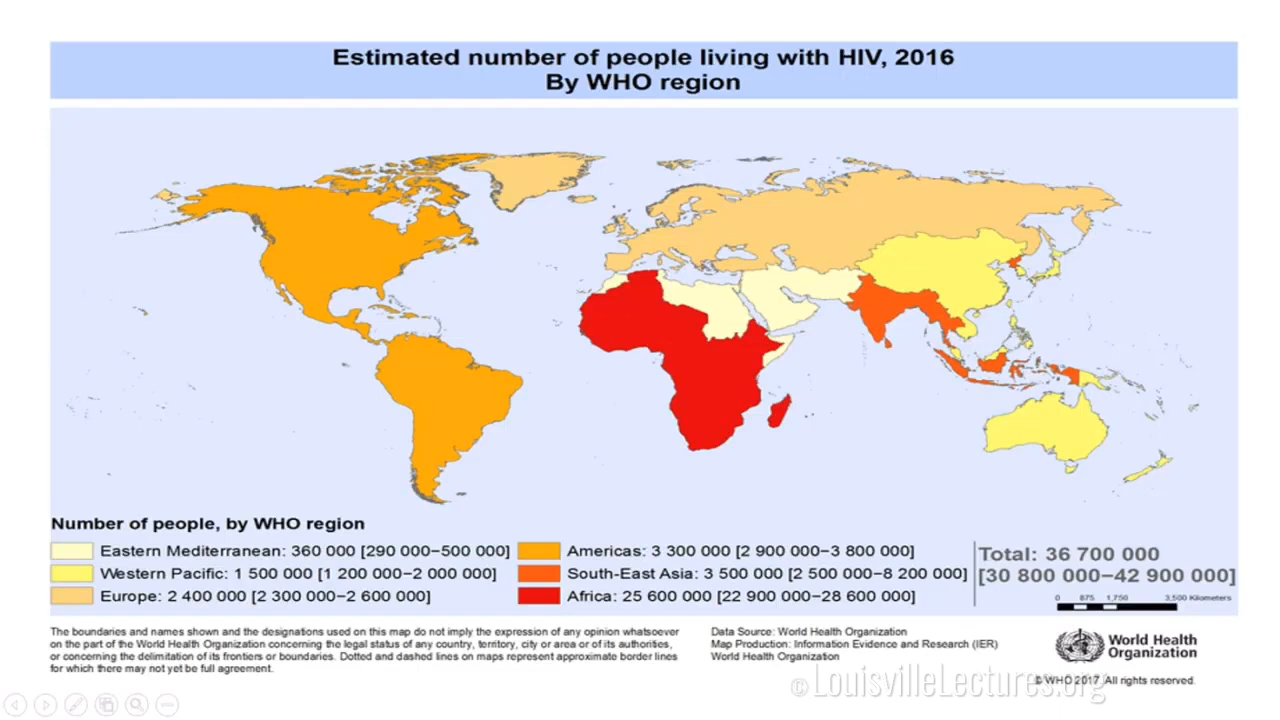 Estimated number of people living with HIV, 2016
By WHO region
Number of people, by WHO region
Eastern Mediterranean: 360 000 [290 000–500 000]
Western Pacific: 1 500 000 [1 200 000–2 000 000]
Europe: 2 400 000 [2 300 000–2 600 000]
Americas: 3 300 000 [2 900 000–3 800 000]
South-East Asia: 3 500 000 [2 500 000–8 200 000]
Africa: 25 600 000 [22 900 000–28 600 000]
Total: 36 700 000
[30 800 000–42 900 000]
0 875 1,750 3,500 Kilometers
The boundaries and names shown and the designations used on this map do not imply the expression of any opinion whatsoever
on the part of the World Health Organization concerning the legal status of any country, territory, city or area or of its authorities,
or concerning the delimitation of its frontiers or boundaries. Dotted and dashed lines on maps represent approximate border lines
for which there may not yet be full agreement.
Data Source: World Health Organization
Map Production: Information Evidence and Research (IER)
World Health Organization
World Health
Organization
© WHO 2017. All rights reserved.
© LouisvilleLectures.org